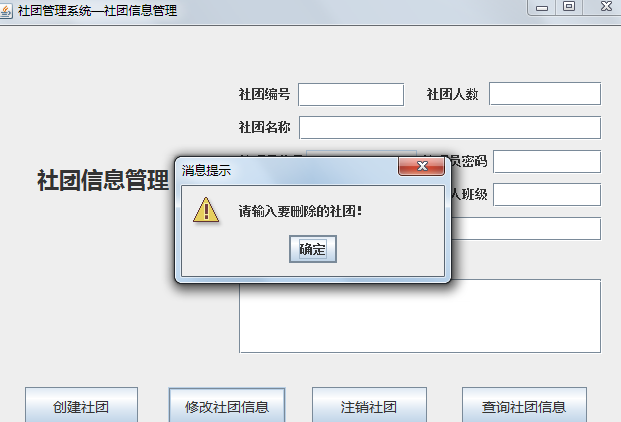 社团管理系统—社团信息管理
社团编号 社团人数
社团名称
员密码
社团信息管理
消息提示
人班级
请输入要删除的社团!
确定
创建社团 修改社团信息 注销社团 查询社团信息